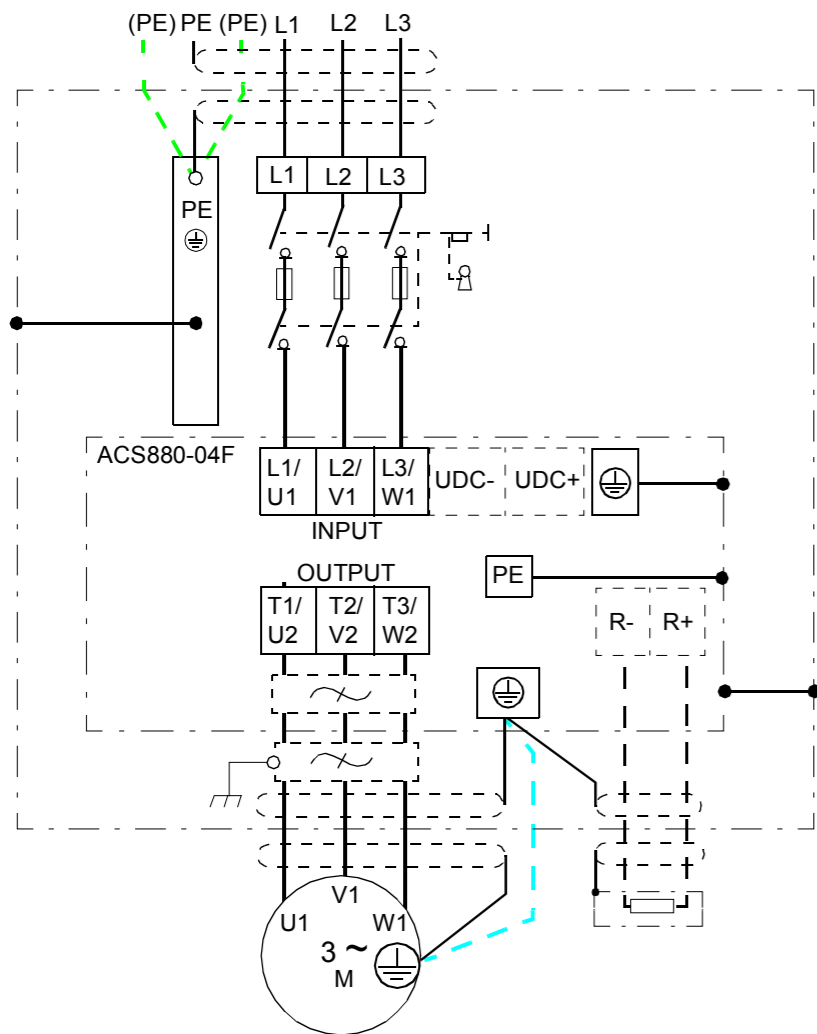 (PE) PE (PE) L1 L2 L3
L1 L2 L3
PE
ACS880-04F
L1/ L2/ L3/
U1 V1 W1
UDC- UDC+
INPUT
OUTPUT
PE
T1/ T2/ T3/
U2 V2 W2
R- R+
V1
U1 W1
3 ~
M